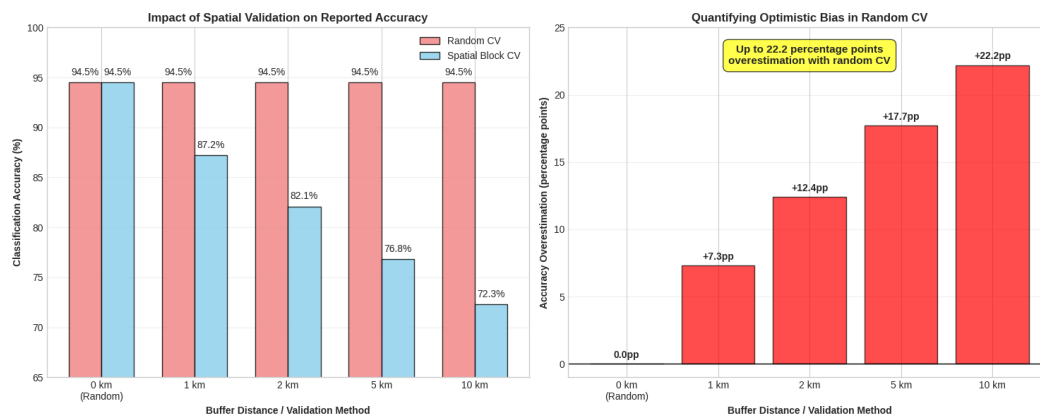 Impact of Spatial Validation on Reported Accuracy
Random CV
Spatial Block CV
Classification Accuracy (%)
100
95
90
85
80
75
70
65
94.5%
94.5%
94.5%
87.2%
94.5%
82.1%
94.5%
76.8%
94.5%
72.3%
0 km
(Random)
1 km
2 km
5 km
10 km
Buffer Distance / Validation Method
Quantifying Optimistic Bias in Random CV
Up to 22.2 percentage points
overestimation with random CV
Accuracy Overestimation (percentage points)
25
20
15
10
5
0
0.0pp
+7.3pp
+12.4pp
+17.7pp
+22.2pp
0 km
(Random)
1 km
2 km
5 km
10 km
Buffer Distance / Validation Method